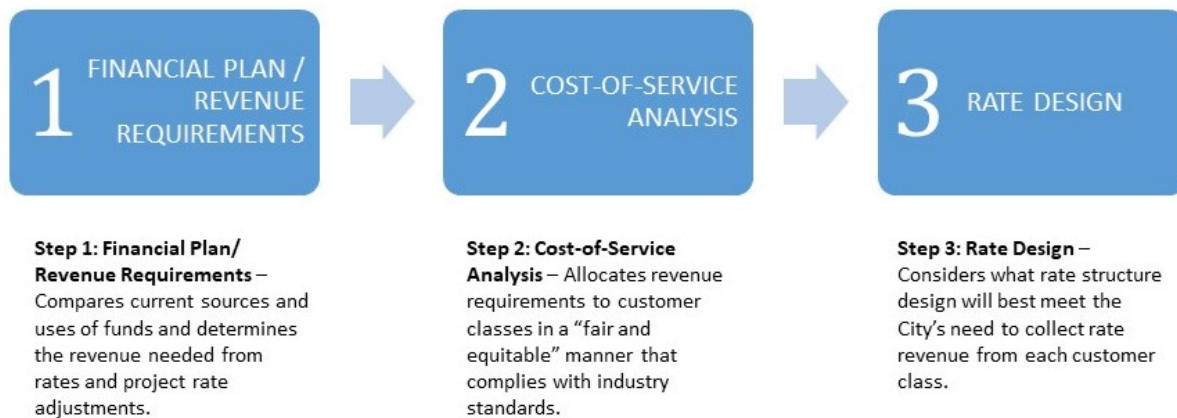 1
FINANCIAL PLAN /
REVENUE
REQUIREMENTS
2
COST-OF-SERVICE
ANALYSIS
3
RATE DESIGN
Step 1: Financial Plan/
Revenue Requirements –
Compares current sources and
uses of funds and determines
the revenue needed from
rates and project rate
adjustments.
Step 2: Cost-of-Service
Analysis – Allocates revenue
requirements to customer
classes in a “fair and
equitable” manner that
complies with industry
standards.
Step 3: Rate Design –
Considers what rate structure
design will best meet the
City’s need to collect rate
revenue from each customer
class.